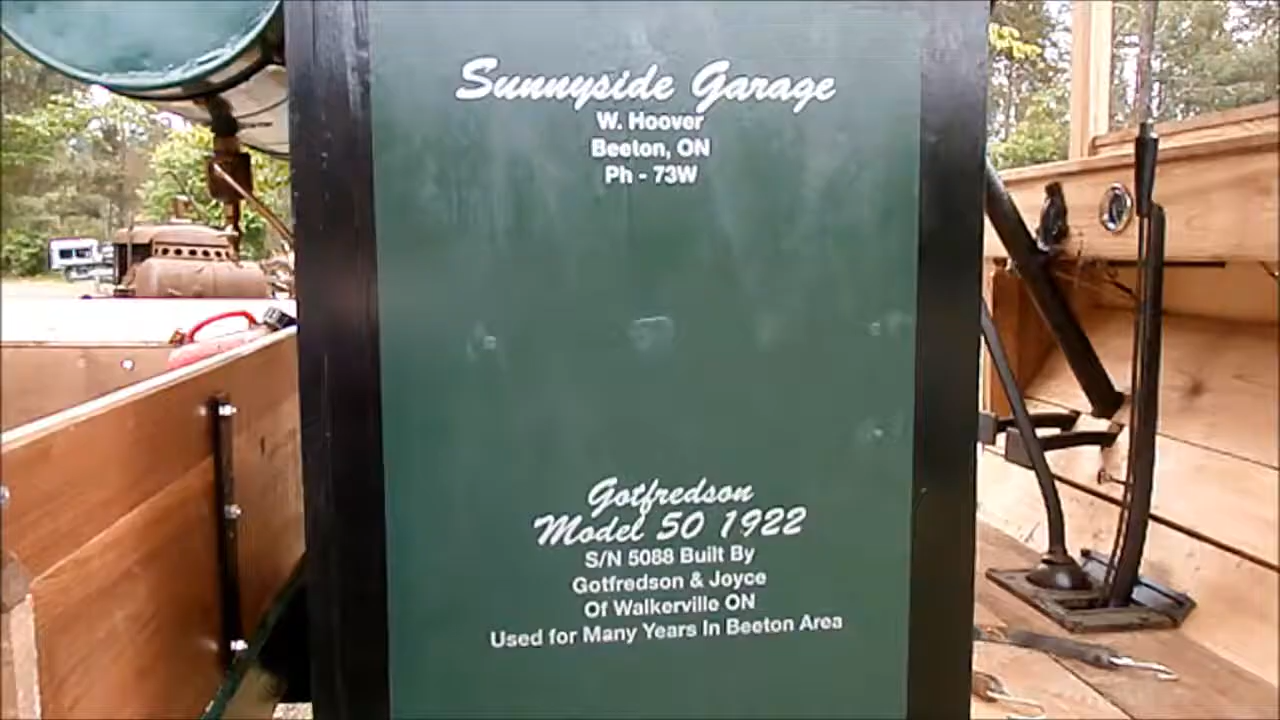 Sunnyside Garage
W. Hoover
Beeton, ON
Ph - 73W
Gotfredson
Model 50 1922
S/N 5088 Built By
Gotfredson & Joyce
Of Walkerville ON
Used for Many Years In Beeton Area